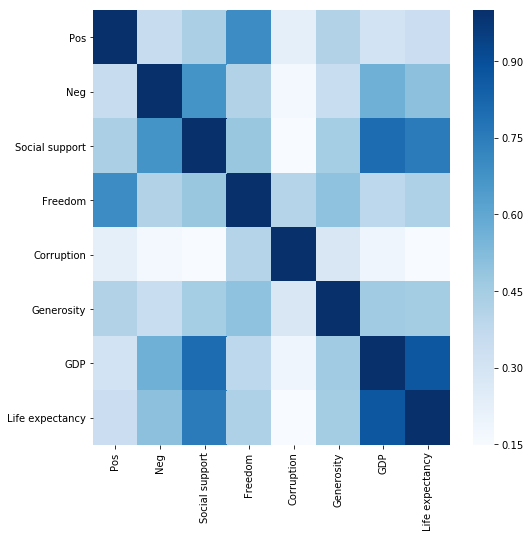 Pos
Neg
Social support
Freedom
Corruption
Generosity
GDP
Life expectancy
Pos
Neg
Social support
Freedom
Corruption
Generosity
GDP
Life expectancy
0.90
0.75
0.60
0.45
0.30
0.15